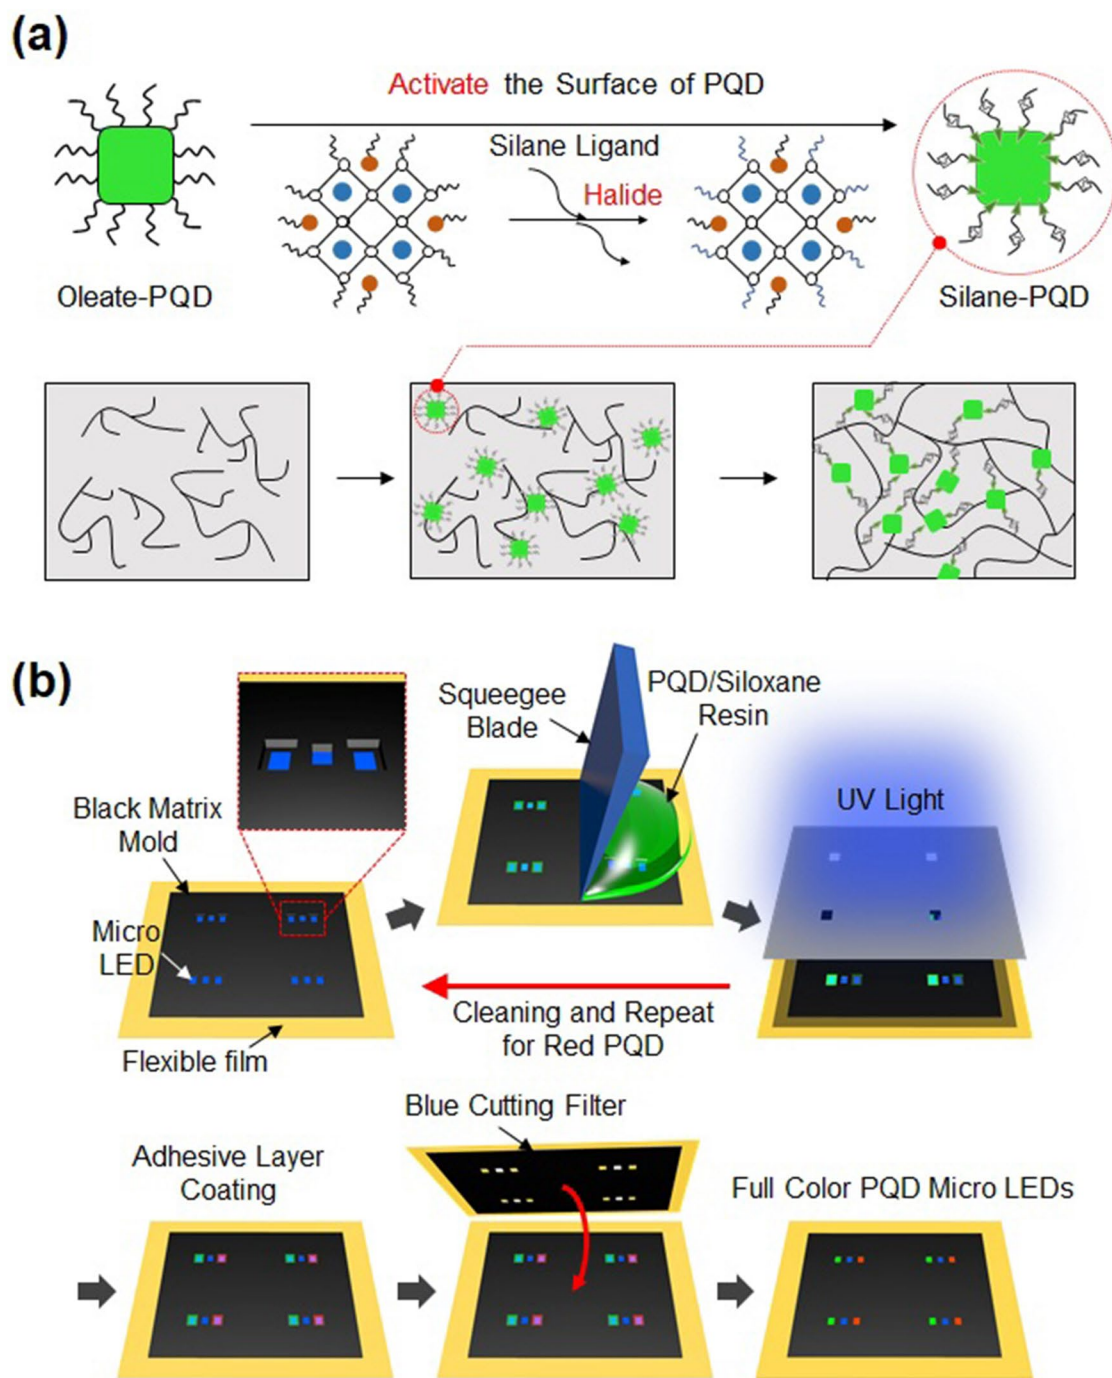 (a)
Activate the Surface of PQD
Silane Ligand
Halide
Oleate-PQD
Silane-PQD
(b)
Squeegee
Blade
PQD/Siloxane
Resin
UV Light
Black Matrix
Mold
Micro
LED
Flexible film
Cleaning and Repeat
for Red PQD
Blue Cutting Filter
Adhesive Layer
Coating
Full Color PQD Micro LEDs